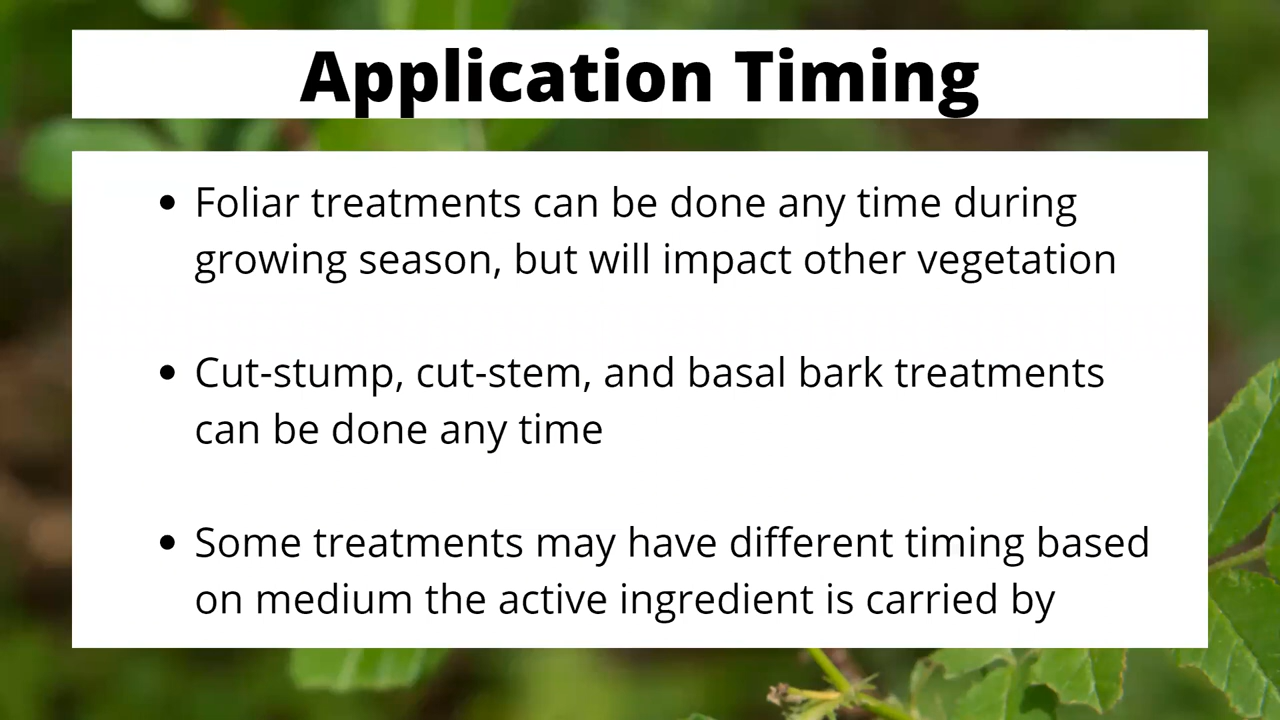 Application Timing
• Foliar treatments can be done any time during
growing season, but will impact other vegetation
• Cut-stump, cut-stem, and basal bark treatments
can be done any time
• Some treatments may have different timing based
on medium the active ingredient is carried by